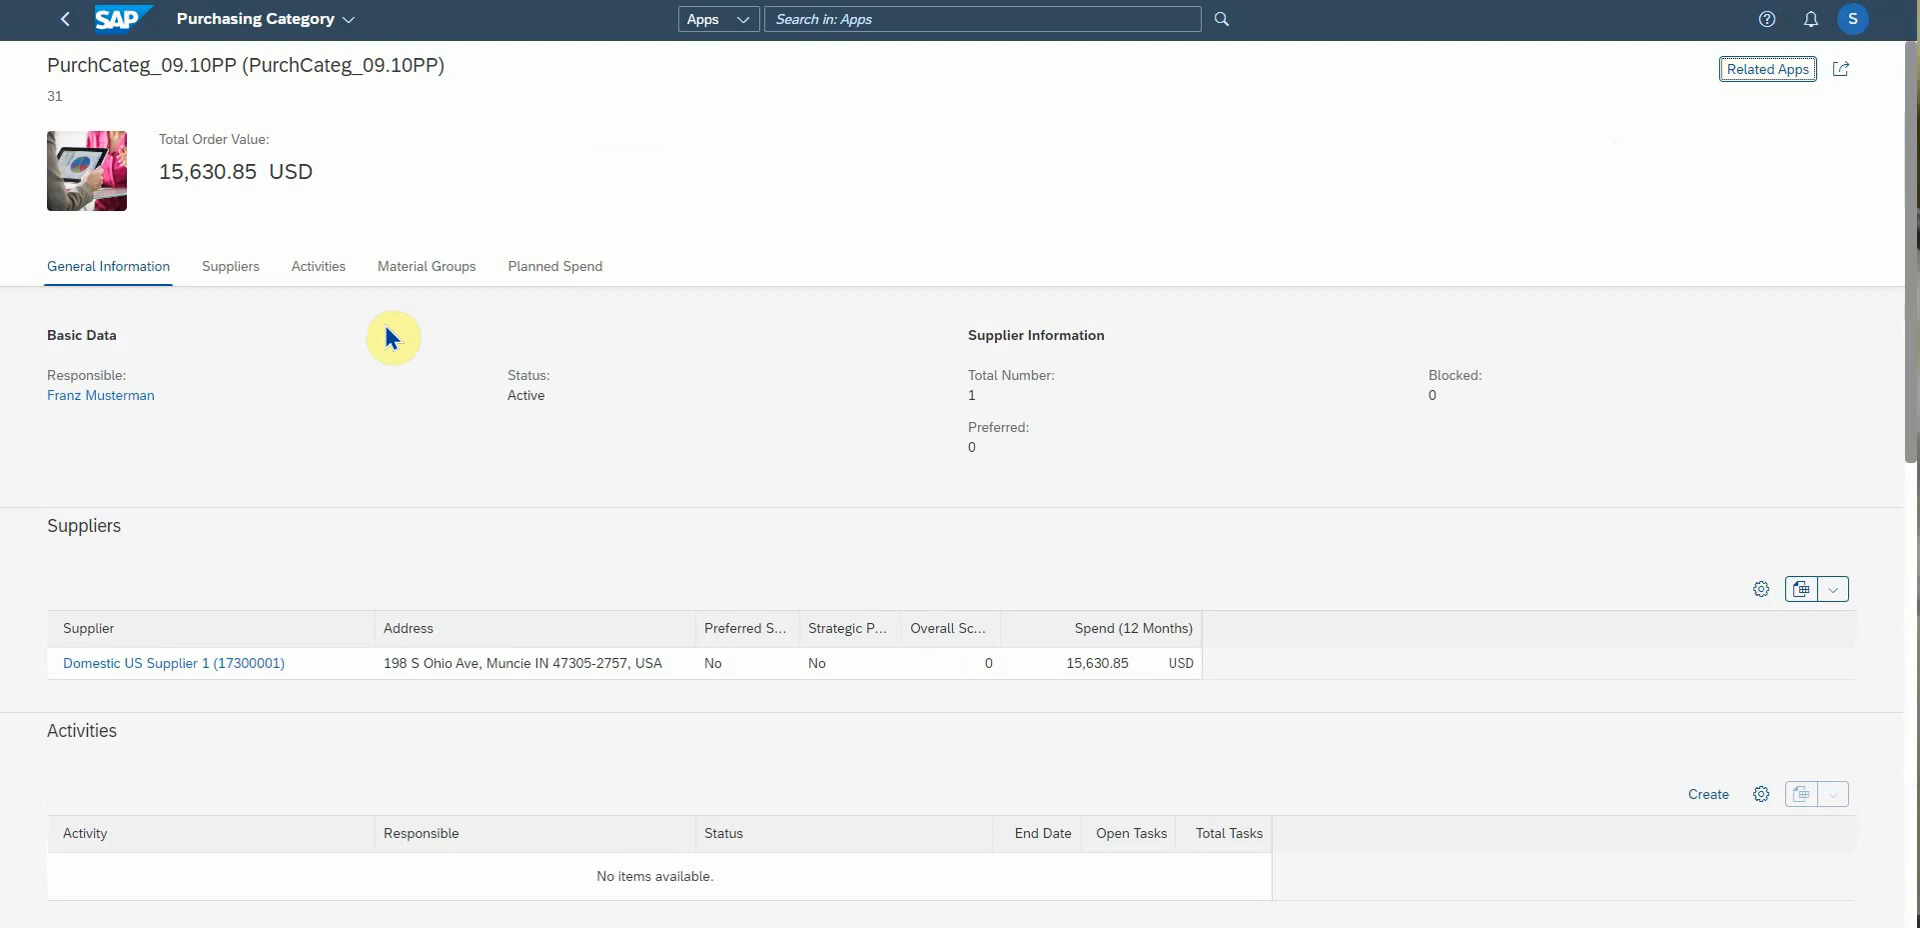 SAP Purchasing Category Apps Search in: Apps S
PurchCateg_09.10PP (PurchCateg_09.10PP) Related Apps
31
Total Order Value:
15,630.85 USD
General Information Suppliers Activities Material Groups Planned Spend
Basic Data Supplier Information
Responsible: Status: Total Number: Blocked:
Franz Musterman Active 1 0
Preferred:
0
Suppliers
Supplier Address Preferred S... Strategic P... Overall Sc... Spend (12 Months)
Domestic US Supplier 1 (17300001) 198 S Ohio Ave, Muncie IN 47305-2757, USA No No 0 15,630.85 USD
Activities
Create
Activity Responsible Status End Date Open Tasks Total Tasks
No items available.